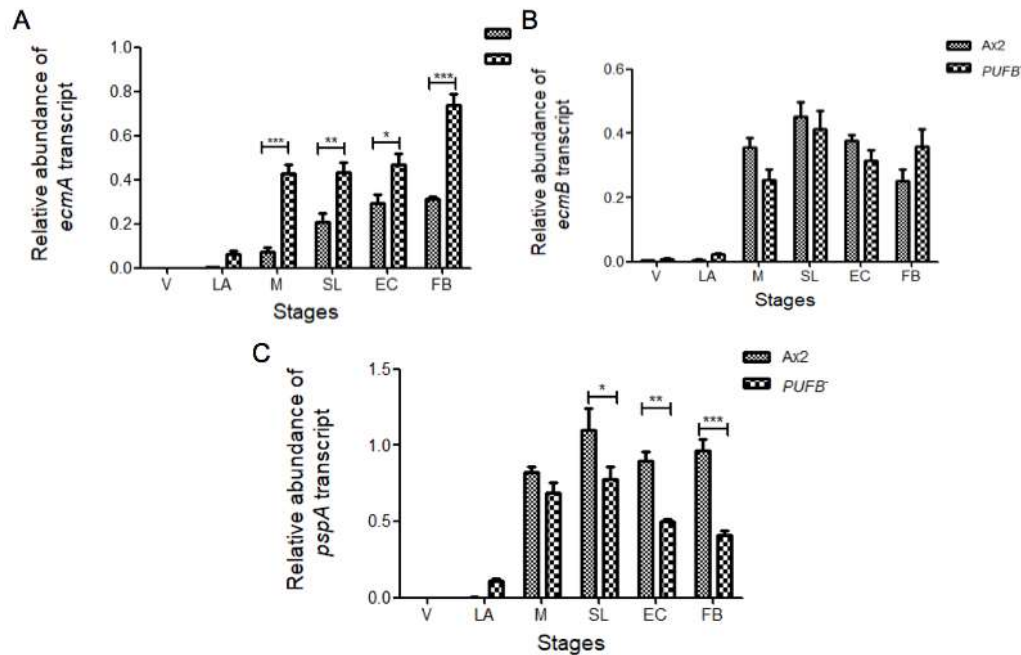 A
Relative abundance of
ecmA transcript
1.0
0.8
0.6
0.4
0.2
0.0
***
**
*
***
V LA M SL EC FB
Stages
B
Ax2
PUFB-
Relative abundance of
ecmB transcript
0.6
0.4
0.2
0.0
V LA M SL EC FB
Stages
C
Ax2
PUFB-
Relative abundance of
pspA transcript
1.5
1.0
0.5
0.0
*
**
***
V LA M SL EC FB
Stages